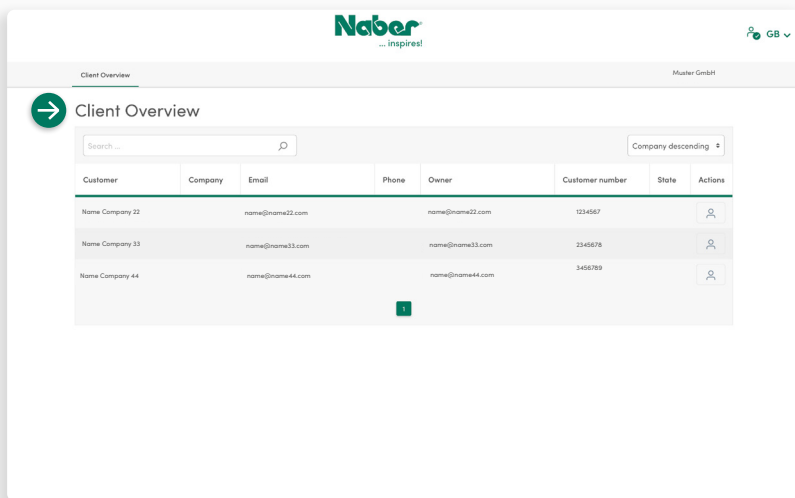 Naber®
... inspires!
GB
Client Overview
Muster GmbH
Client Overview
Search ...
Company descending
Customer Company Email Phone Owner Customer number State Actions
Name Company 22 name@name22.com name@name22.com 1234567
Name Company 33 name@name33.com name@name33.com 2345678
Name Company 44 name@name44.com name@name44.com 3456789
1